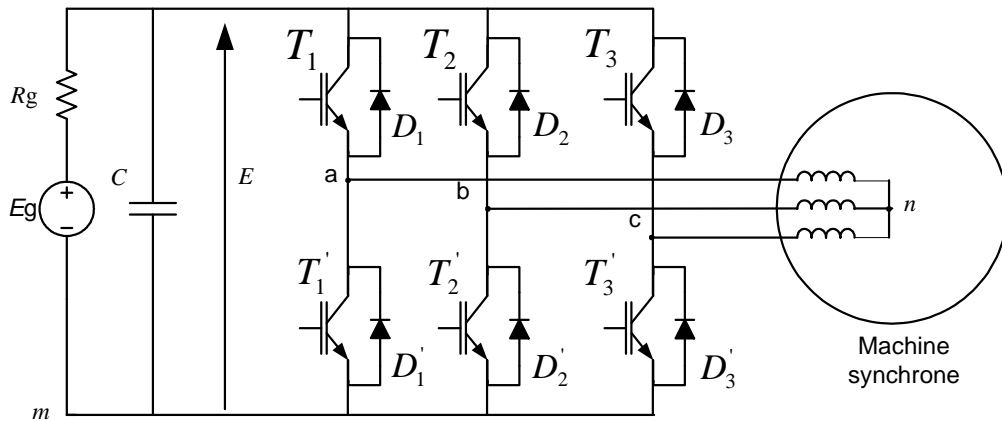 T₁ T₂ T₃
Rg
D₁ D₂ D₃
C E a b n
Eg + −
c
T₁' T₂' T₃'
D₁' D₂' D₃'
Machine
synchrone
m